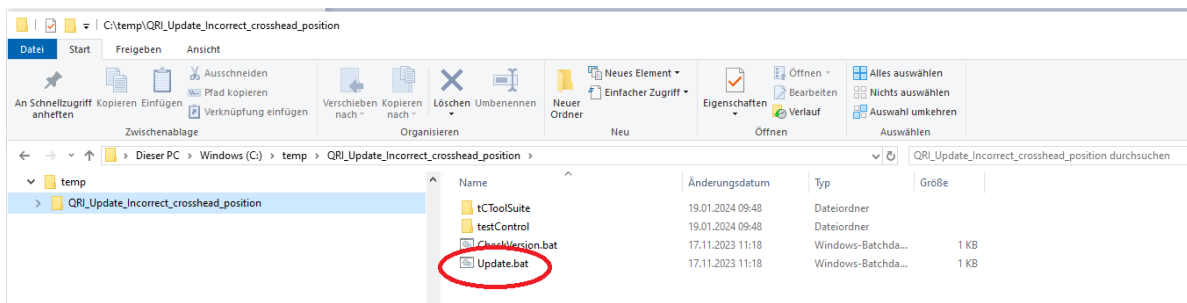 C:\temp\QRI_Update_Incorrect_crosshead_position
Datei Start Freigeben Ansicht
An Schnellzugriff anheften
Kopieren
Einfügen
Ausschneiden
Pfad kopieren
Verknüpfung einfügen
Zwischenablage
Verschieben nach
Kopieren nach
Löschen
Umbenennen
Organisieren
Neuer Ordner
Neues Element
Einfacher Zugriff
Neu
Eigenschaften
Öffnen
Bearbeiten
Verlauf
Öffnen
Alles auswählen
Nichts auswählen
Auswahl umkehren
Auswählen
Dieser PC > Windows (C:) > temp > QRI_Update_Incorrect_crosshead_position >
QRI_Update_Incorrect_crosshead_position durchsuchen
temp
QRI_Update_Incorrect_crosshead_position
Name Änderungsdatum Typ Größe
tCToolSuite 19.01.2024 09:48 Dateiordner
testControl 19.01.2024 09:48 Dateiordner
CheckVersion.bat 17.11.2023 11:18 Windows-Batchda... 1 KB
Update.bat 17.11.2023 11:18 Windows-Batchda... 1 KB